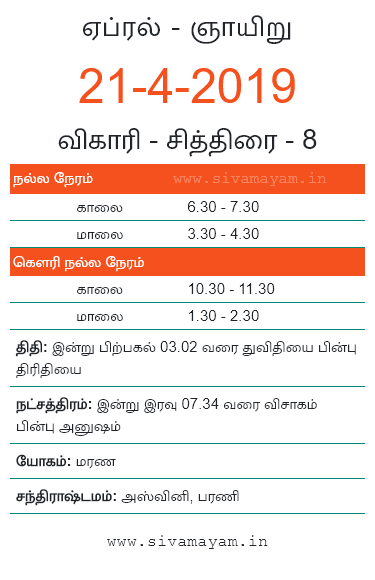 ஏப்ரல் - ஞாயிறு
21-4-2019
விகாரி - சித்திரை - 8
நல்ல நேரம் www.sivamayam.in
காலை 6.30 - 7.30
மாலை 3.30 - 4.30
கௌரி நல்ல நேரம்
காலை 10.30 - 11.30
மாலை 1.30 - 2.30
திதி: இன்று பிற்பகல் 03.02 வரை துவிதியை பின்பு
திரிதியை
நட்சத்திரம்: இன்று இரவு 07.34 வரை விசாகம்
பின்பு அனுஷம்
யோகம்: மரண
சந்திராஷ்டமம்: அஸ்வினி, பரணி
www.sivamayam.in